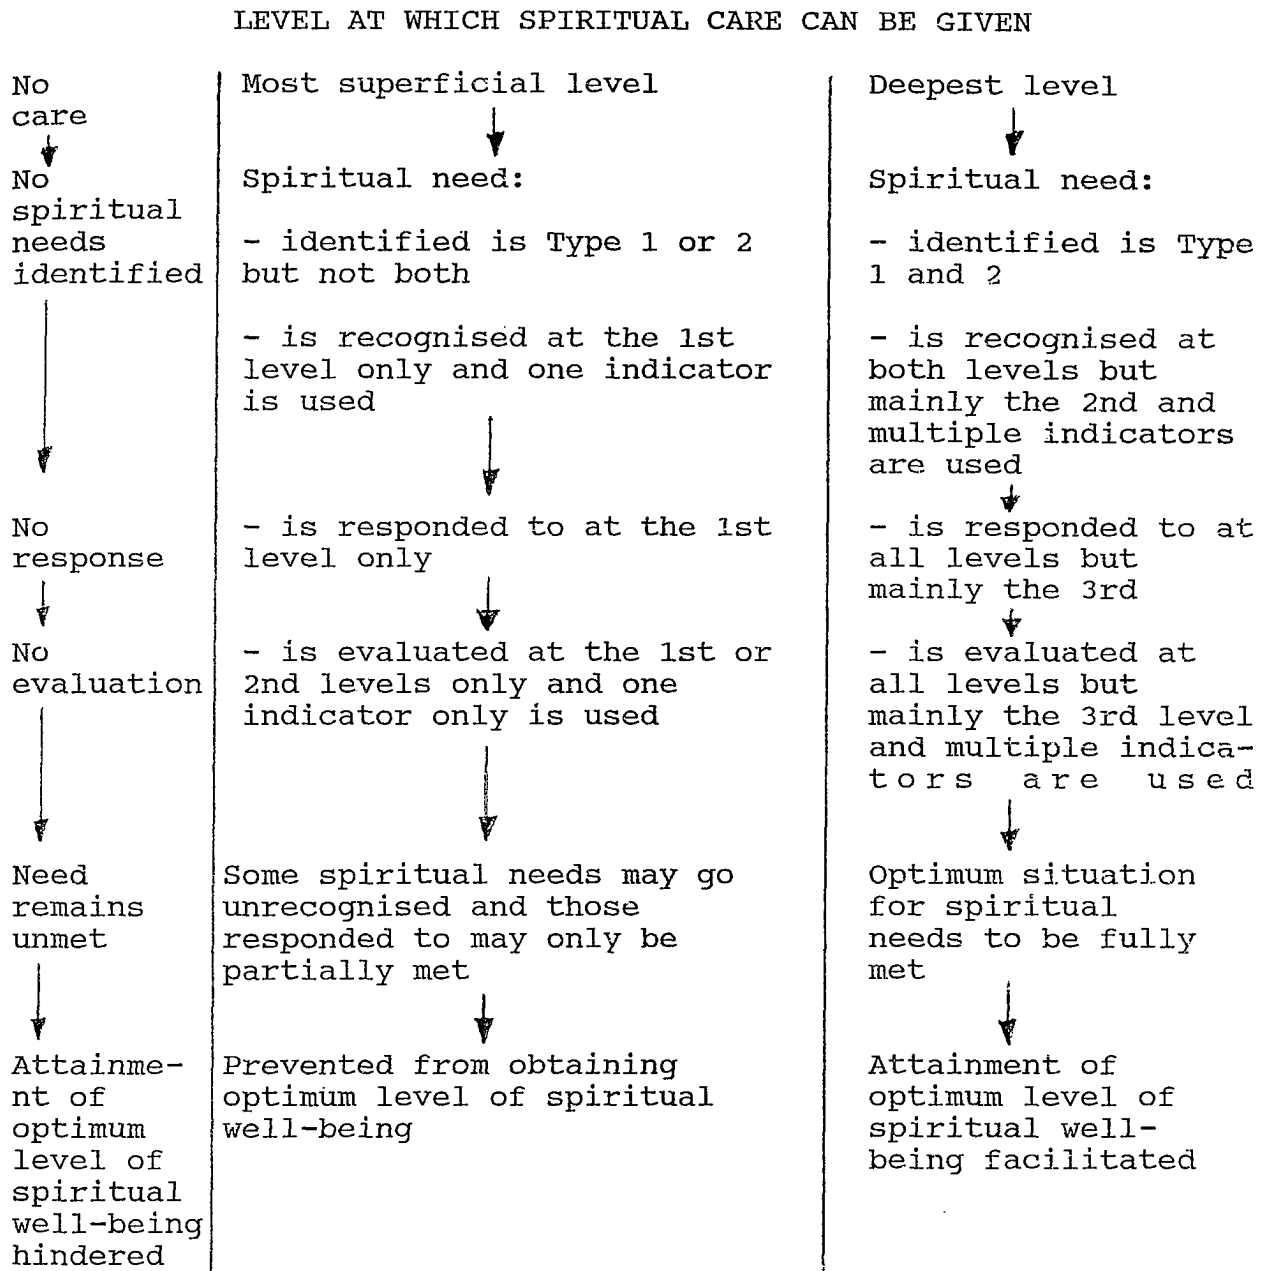 LEVEL AT WHICH SPIRITUAL CARE CAN BE GIVEN
No
care
No
spiritual
needs
identified
No
response
No
evaluation
Need
remains
unmet
Attainme-
nt of
optimum
level of
spiritual
well-being
hindered
Most superficial level
Spiritual need:
- identified is Type 1 or 2
but not both
- is recognised at the 1st
level only and one indicator
is used
- is responded to at the 1st
level only
- is evaluated at the 1st or
2nd levels only and one
indicator only is used
Some spiritual needs may go
unrecognised and those
responded to may only be
partially met
Prevented from obtaining
optimum level of spiritual
well-being
Deepest level
Spiritual need:
- identified is Type
1 and 2
- is recognised at
both levels but
mainly the 2nd and
multiple indicators
are used
- is responded to at
all levels but
mainly the 3rd
- is evaluated at
all levels but
mainly the 3rd level
and multiple indica-
tors are used
Optimum situation
for spiritual
needs to be fully
met
Attainment of
optimum level of
spiritual well-
being facilitated